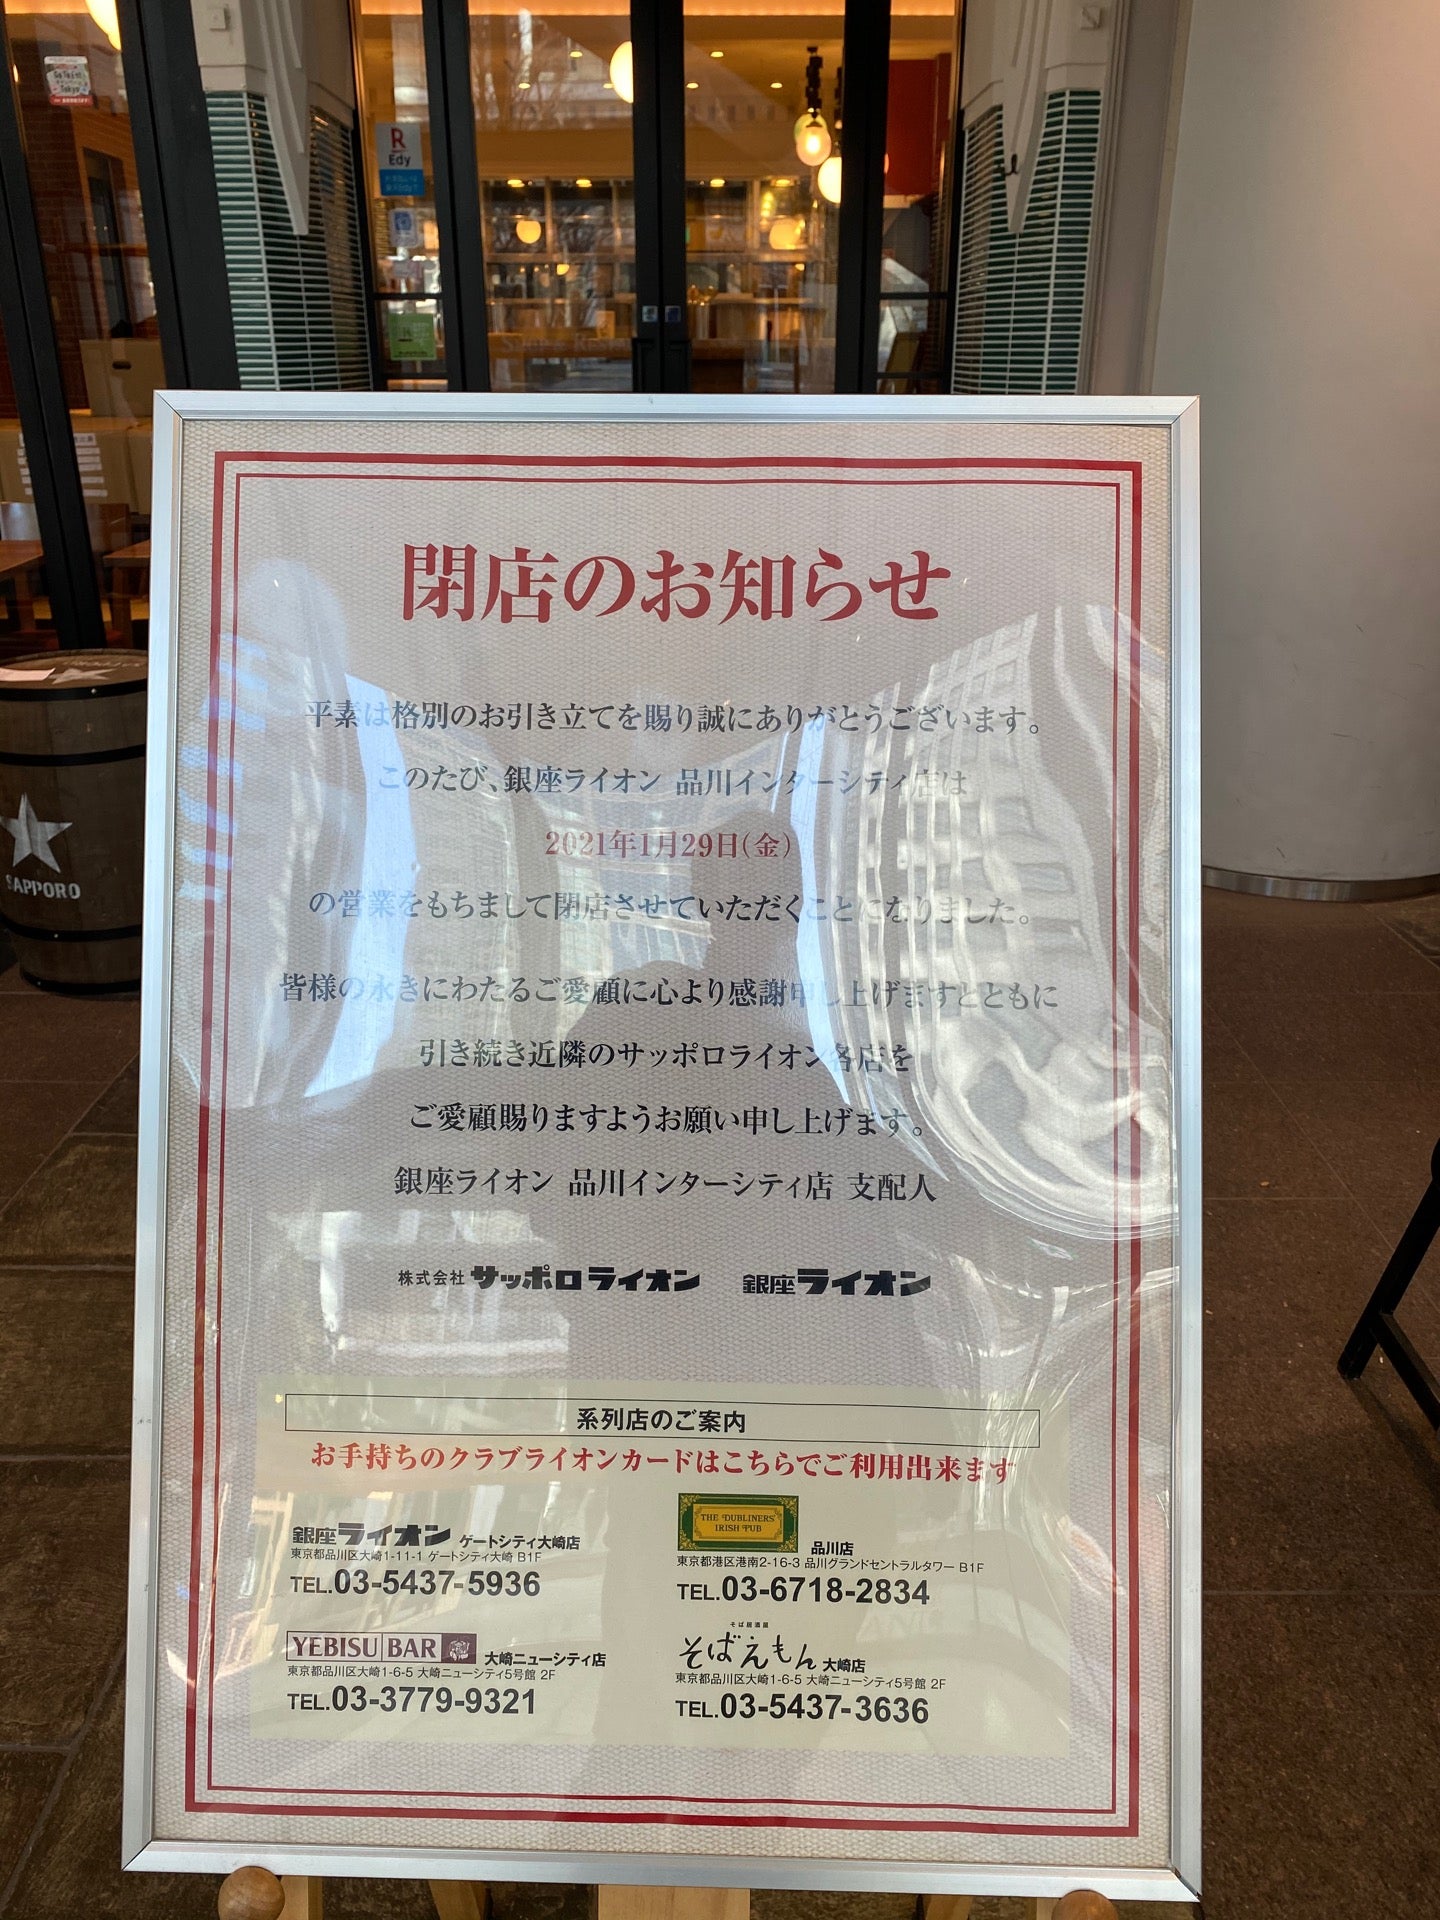 Go To Eat
Tokyo
R
Edy
閉店のお知らせ
平素は格別のお引き立てを賜り誠にありがとうございます。
このたび、銀座ライオン 品川インターシティ店は
2021年1月29日(金)
の営業をもちまして閉店させていただくことになりました。
皆様の永きにわたるご愛顧に心より感謝申し上げますとともに
引き続き近隣のサッポロライオン各店を
ご愛顧賜りますようお願い申し上げます。
銀座ライオン 品川インターシティ店 支配人
株式会社 サッポロライオン 銀座ライオン
SAPPORO
系列店のご案内
お手持ちのクラブライオンカードはこちらでご利用出来ます
銀座ライオン ゲートシティ大崎店
東京都品川区大崎1-11-1 ゲートシティ大崎 B1F
TEL.03-5437-5936
THE DUBLINERS'
IRISH PUB
品川店
東京都港区港南2-16-3 品川グランドセントラルタワー B1F
TEL.03-6718-2834
YEBISU BAR 大崎ニューシティ店
東京都品川区大崎1-6-5 大崎ニューシティ5号館 2F
TEL.03-3779-9321
そば居酒屋
そばえもん 大崎店
東京都品川区大崎1-6-5 大崎ニューシティ5号館 2F
TEL.03-5437-3636